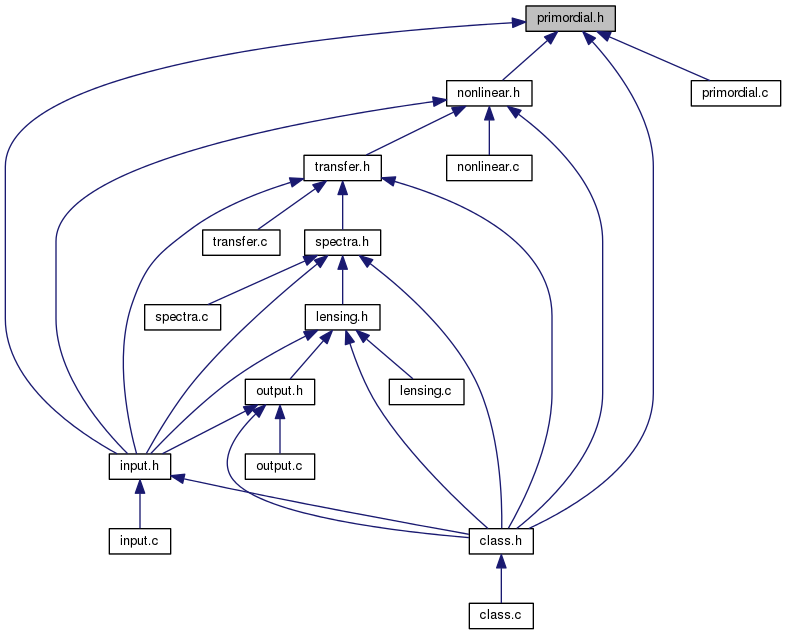 primordial.h
nonlinear.h
primordial.c
transfer.h
nonlinear.c
transfer.c
spectra.h
spectra.c
lensing.h
output.h
lensing.c
input.h
output.c
input.c
class.h
class.c